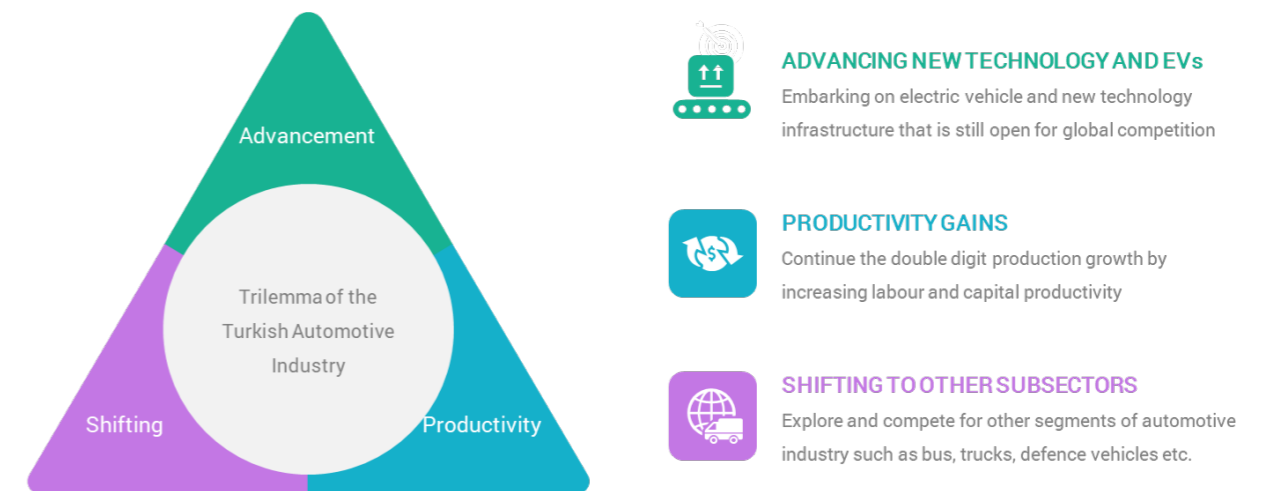 Advancement
Trilemma of the
Turkish Automotive
Industry
Shifting
Productivity
ADVANCING NEW TECHNOLOGY AND EVs
Embarking on electric vehicle and new technology
infrastructure that is still open for global competition
PRODUCTIVITY GAINS
Continue the double digit production growth by
increasing labour and capital productivity
SHIFTING TO OTHER SUBSECTORS
Explore and compete for other segments of automotive
industry such as bus, trucks, defence vehicles etc.